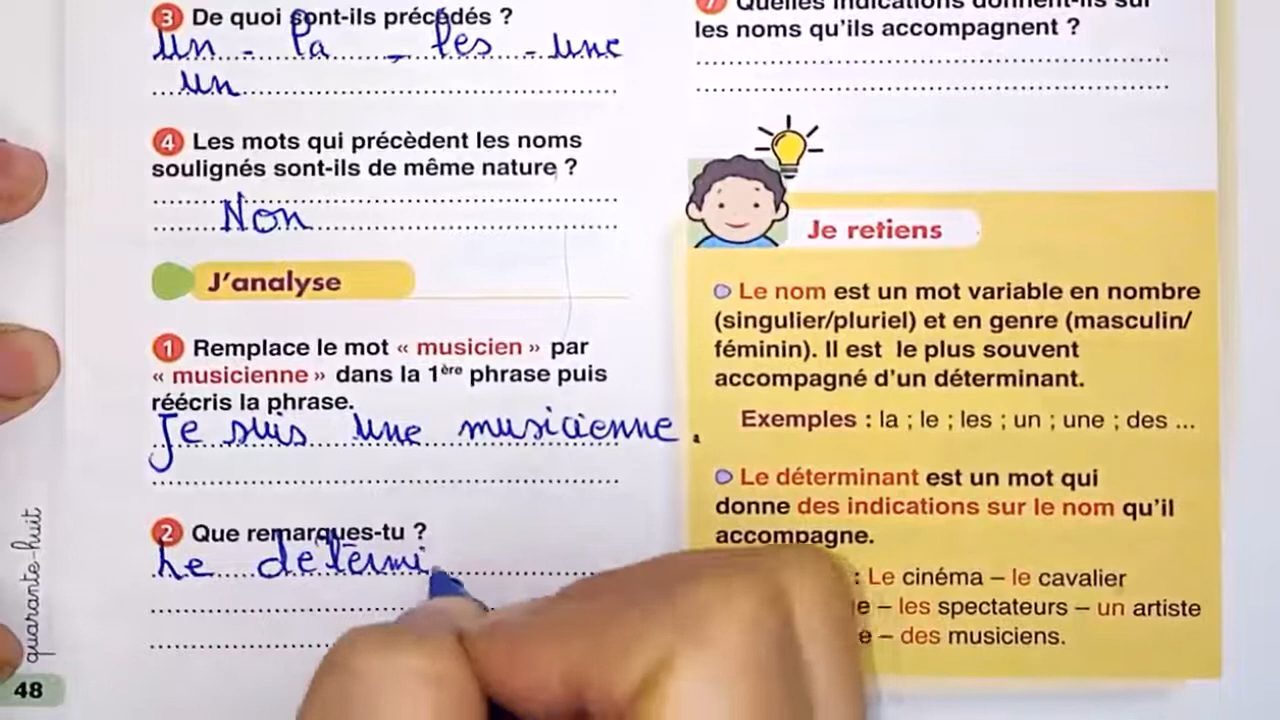 3 De quoi sont-ils précédés ?
un - la - les - une
un
4 Les mots qui précèdent les noms
soulignés sont-ils de même nature ?
Non
J'analyse
1 Remplace le mot « musicien » par
« musicienne » dans la 1ère phrase puis
réécris la phrase.
Je suis une musicienne.
2 Que remarques-tu ?
Le détermi
quarante-huit
48
7 Quelles indications donnent-ils sur
les noms qu'ils accompagnent ?
Je retiens
Le nom est un mot variable en nombre
(singulier/pluriel) et en genre (masculin/
féminin). Il est le plus souvent
accompagné d'un déterminant.
Exemples : la ; le ; les ; un ; une ; des ...
Le déterminant est un mot qui
donne des indications sur le nom qu'il
accompagne.
: Le cinéma – le cavalier
– les spectateurs – un artiste
– des musiciens.